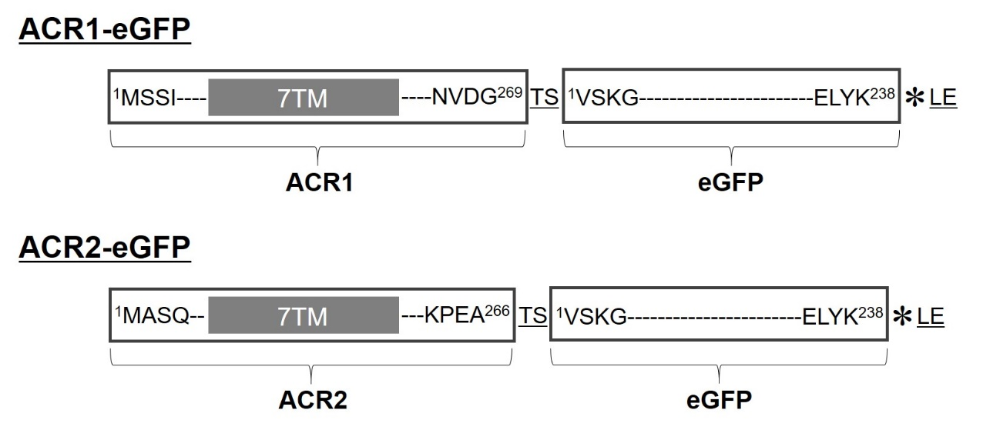 ACR1-eGFP
¹MSSI---- 7TM ----NVDG²⁶⁹ TS ¹VSKG-----------------------ELYK²³⁸ * LE
ACR1 eGFP
ACR2-eGFP
¹MASQ-- 7TM ---KPEA²⁶⁶ TS ¹VSKG-----------------------ELYK²³⁸ * LE
ACR2 eGFP